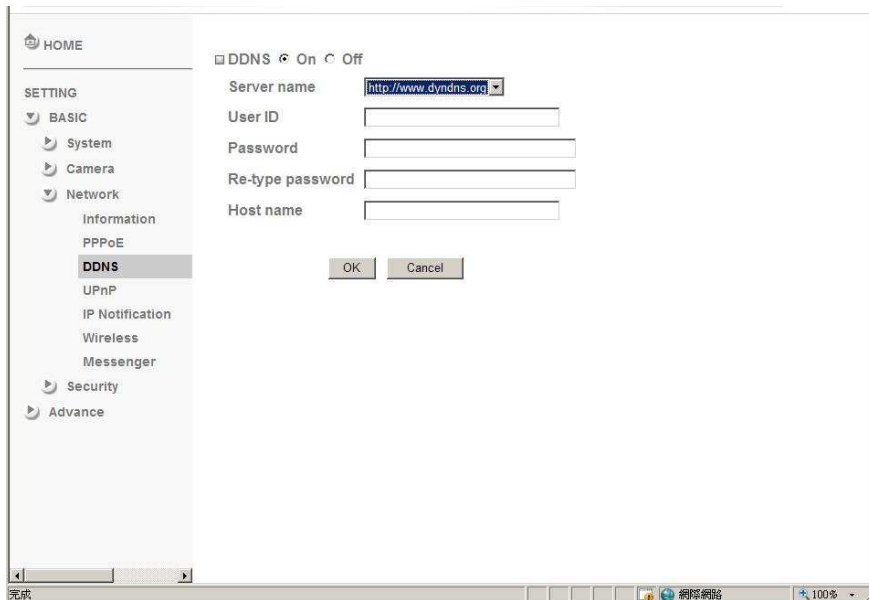 HOME
SETTING
BASIC
System
Camera
Network
Information
PPPoE
DDNS
UPnP
IP Notification
Wireless
Messenger
Security
Advance
DDNS On Off
Server name http://www.dyndns.org
User ID
Password
Re-type password
Host name
OK Cancel
完成 網際網路 100%